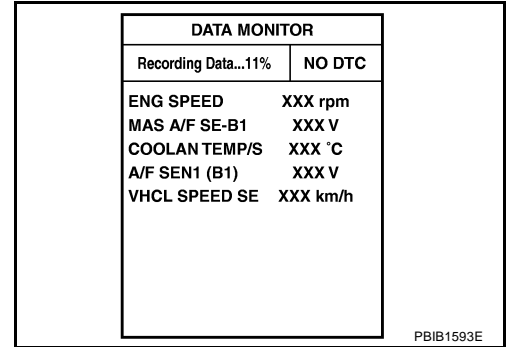 DATA MONITOR
Recording Data...11% NO DTC
ENG SPEED XXX rpm
MAS A/F SE-B1 XXX V
COOLAN TEMP/S XXX °C
A/F SEN1 (B1) XXX V
VHCL SPEED SE XXX km/h
PBIB1593E